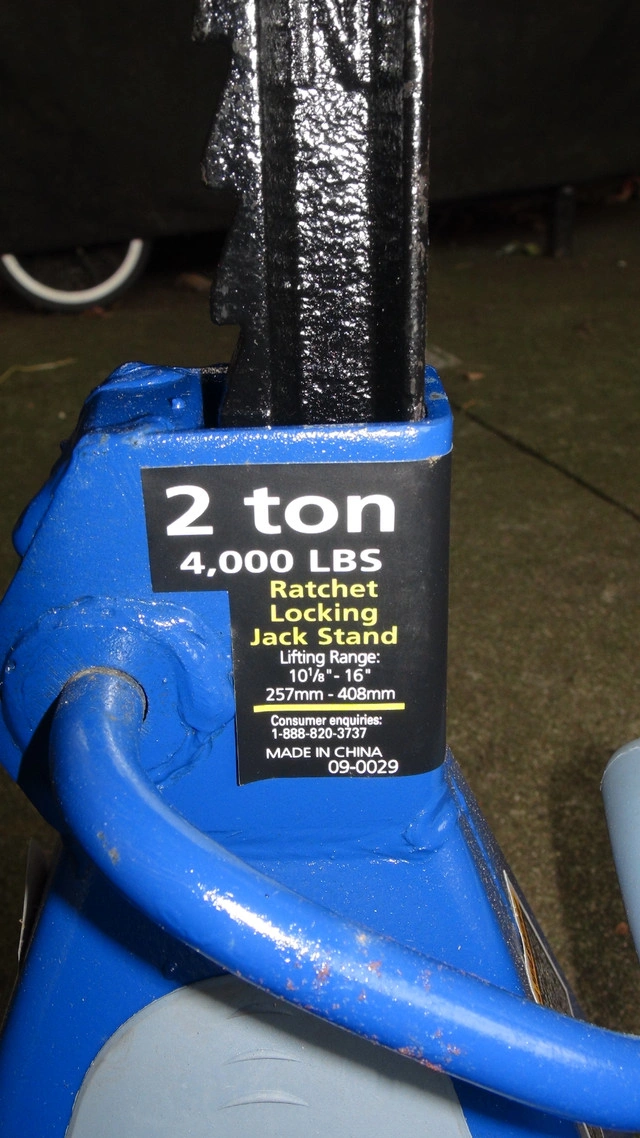 2 ton
4,000 LBS
Ratchet
Locking
Jack Stand
Lifting Range:
10⅛"- 16"
257mm - 408mm
Consumer enquiries:
1-888-820-3737
MADE IN CHINA
09-0029